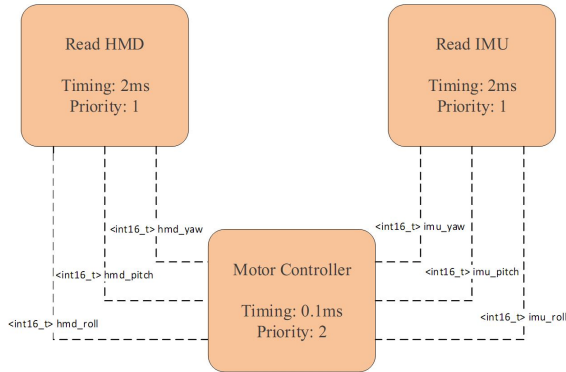 Read HMD
Timing: 2ms
Priority: 1
Read IMU
Timing: 2ms
Priority: 1
<int16_t> hmd_yaw
<int16_t> imu_yaw
<int16_t> hmd_pitch
<int16_t> imu_pitch
<int16_t> hmd_roll
<int16_t> imu_roll
Motor Controller
Timing: 0.1ms
Priority: 2